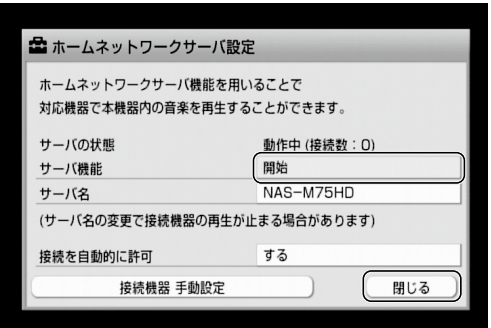 ホームネットワークサーバ設定
ホームネットワークサーバ機能を用いることで
対応機器で本機器内の音楽を再生することができます。
サーバの状態 動作中 (接続数:0)
サーバ機能 開始
サーバ名 NAS-M75HD
(サーバ名の変更で接続機器の再生が止まる場合があります)
接続を自動的に許可 する
接続機器 手動設定 閉じる